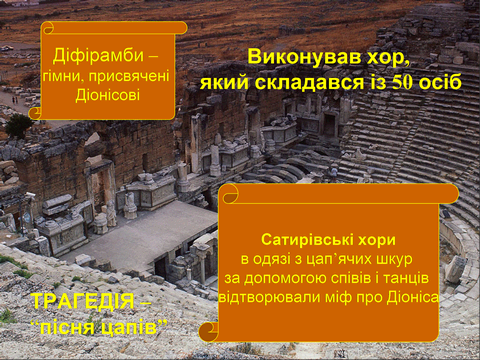 Діфірамби –
гімни, присвячені
Діонісові
Виконував хор,
який складався із 50 осіб
Сатирівські хори
в одязі з цап’ячих шкур
за допомогою співів і танців
відтворювали міф про Діоніса
ТРАГЕДІЯ –
“пісня цапів”